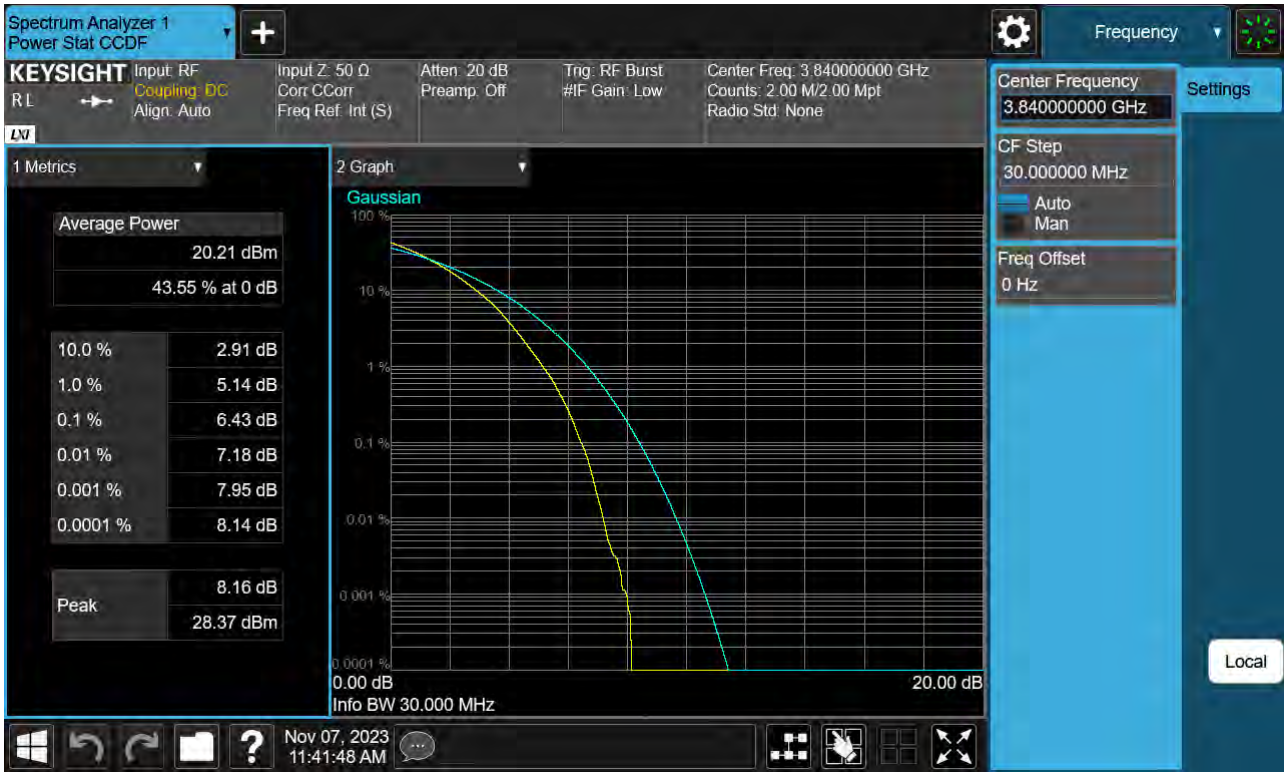 Spectrum Analyzer 1
Power Stat CCDF
Frequency
KEYSIGHT
RL
LXI
Input: RF
Coupling: DC
Align: Auto
Input Z: 50 Ω
Corr CCorr
Freq Ref: Int (S)
Atten: 20 dB
Preamp: Off
Trig: RF Burst
#IF Gain: Low
Center Freq: 3.840000000 GHz
Counts: 2.00 M/2.00 Mpt
Radio Std: None
Center Frequency
3.840000000 GHz
Settings
CF Step
30.000000 MHz
Auto
Man
Freq Offset
0 Hz
1 Metrics
Average Power
20.21 dBm
43.55 % at 0 dB
10.0 % 2.91 dB
1.0 % 5.14 dB
0.1 % 6.43 dB
0.01 % 7.18 dB
0.001 % 7.95 dB
0.0001 % 8.14 dB
Peak
8.16 dB
28.37 dBm
2 Graph
Gaussian
100 %
10 %
1 %
0.1 %
0.01 %
0.001 %
0.0001 %
0.00 dB
20.00 dB
Info BW 30.000 MHz
Local
?
Nov 07, 2023
11:41:48 AM